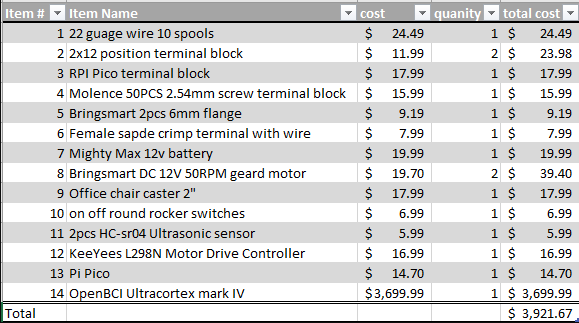 Item # Item Name cost quanity total cost
1 22 guage wire 10 spools $ 24.49 1 $ 24.49
2 2x12 position terminal block $ 11.99 2 $ 23.98
3 RPI Pico terminal block $ 17.99 1 $ 17.99
4 Molence 50PCS 2.54mm screw terminal block $ 15.99 1 $ 15.99
5 Bringsmart 2pcs 6mm flange $ 9.19 1 $ 9.19
6 Female sapde crimp terminal with wire $ 7.99 1 $ 7.99
7 Mighty Max 12v battery $ 19.99 1 $ 19.99
8 Bringsmart DC 12V 50RPM geard motor $ 19.70 2 $ 39.40
9 Office chair caster 2" $ 17.99 1 $ 17.99
10 on off round rocker switches $ 6.99 1 $ 6.99
11 2pcs HC-sr04 Ultrasonic sensor $ 5.99 1 $ 5.99
12 KeeYees L298N Motor Drive Controller $ 16.99 1 $ 16.99
13 Pi Pico $ 14.70 1 $ 14.70
14 OpenBCI Ultracortex mark IV $3,699.99 1 $ 3,699.99
Total $ 3,921.67